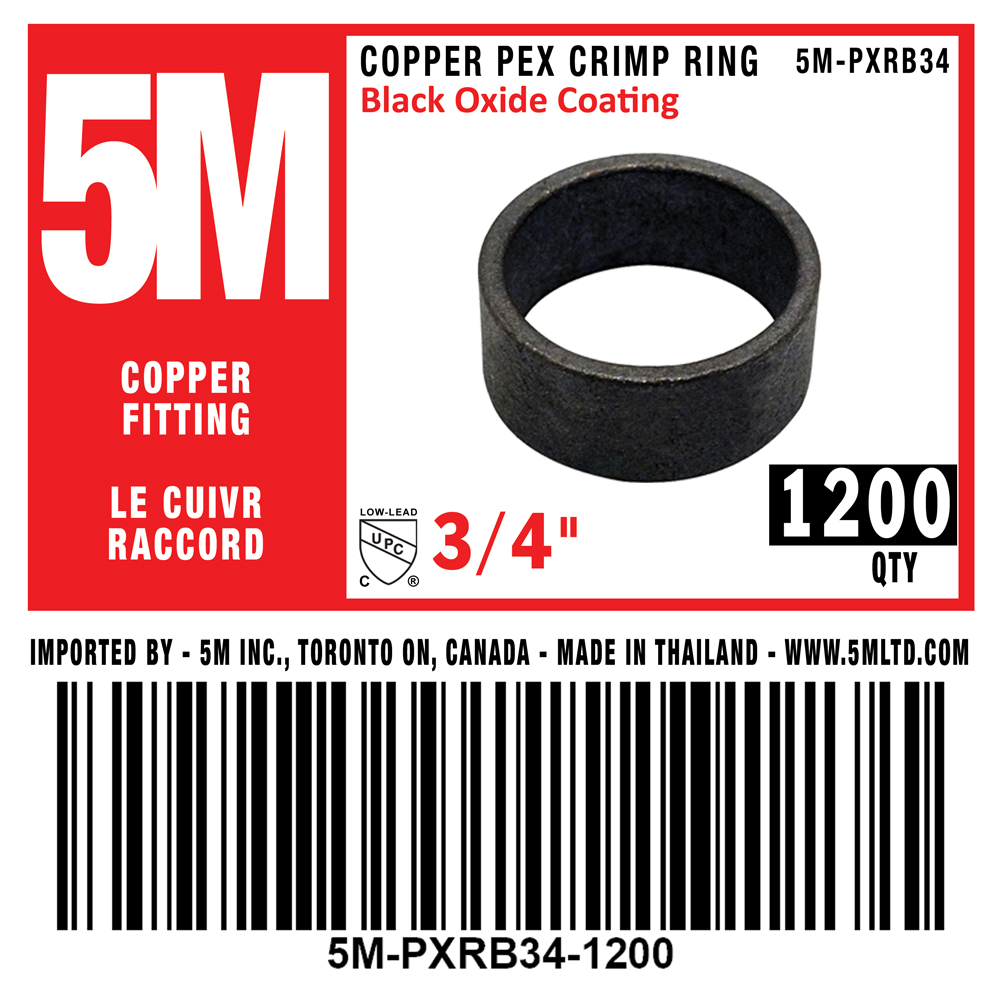 5M
COPPER
FITTING
LE CUIVR
RACCORD
COPPER PEX CRIMP RING 5M-PXRB34
Black Oxide Coating
LOW-LEAD
UPC
C ®
3/4"
1200
QTY
IMPORTED BY - 5M INC., TORONTO ON, CANADA - MADE IN THAILAND - WWW.5MLTD.COM
5M-PXRB34-1200